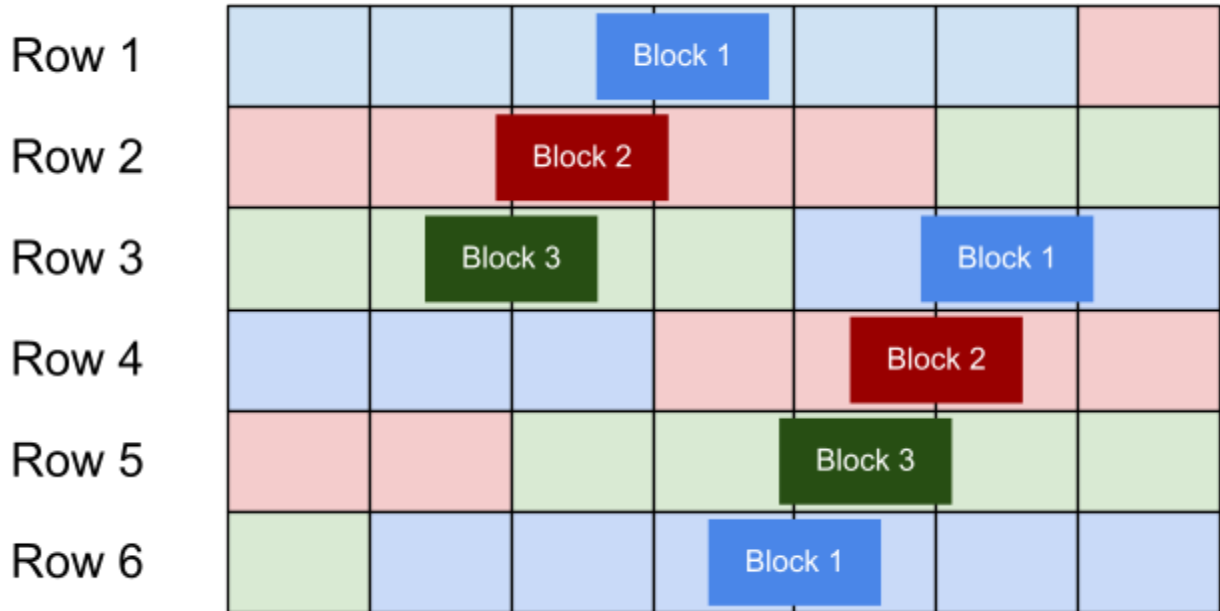 Row 1
Block 1
Row 2
Block 2
Row 3
Block 3
Block 1
Row 4
Block 2
Row 5
Block 3
Row 6
Block 1